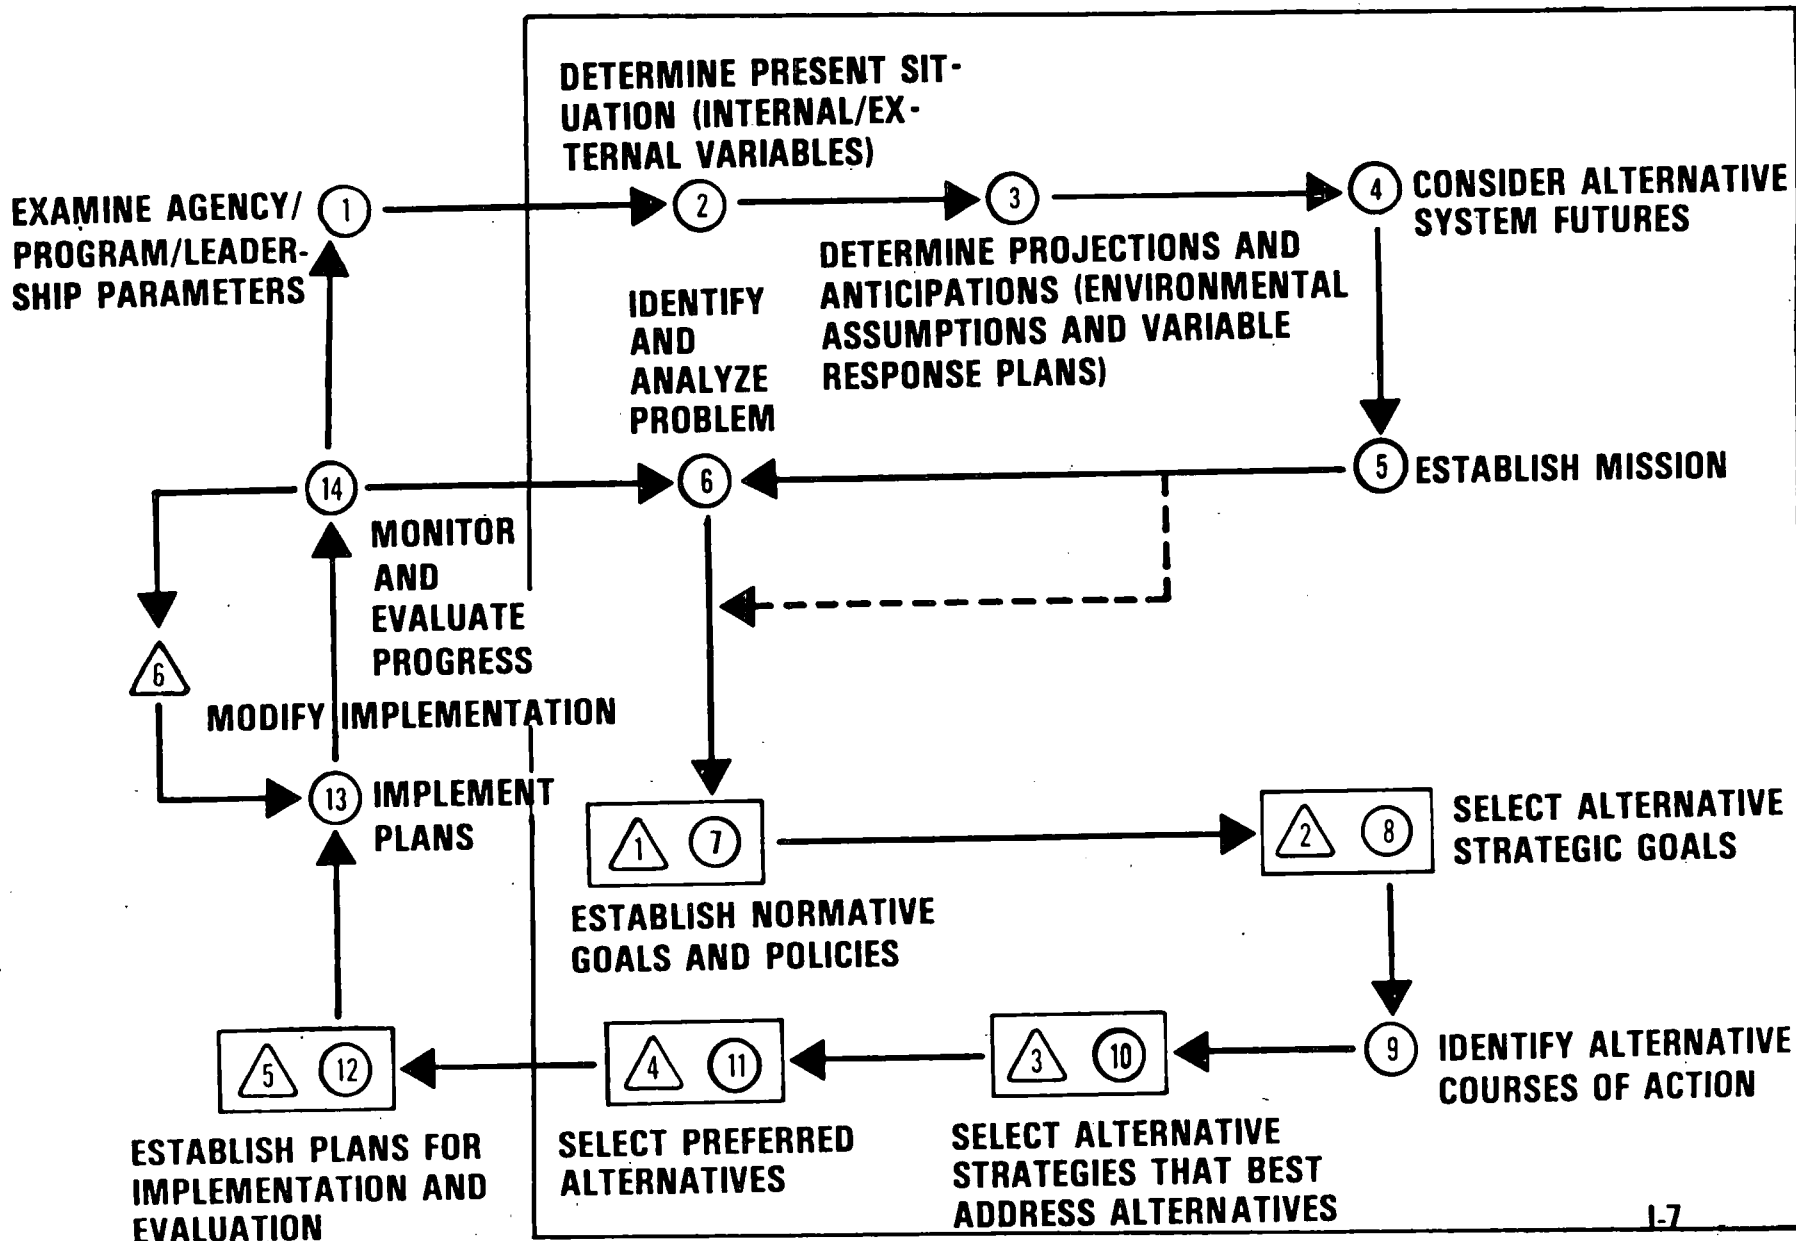 DETERMINE PRESENT SIT-
UATION (INTERNAL/EX-
TERNAL VARIABLES)
EXAMINE AGENCY/
PROGRAM/LEADER-
SHIP PARAMETERS
1
2
3
4
CONSIDER ALTERNATIVE
SYSTEM FUTURES
DETERMINE PROJECTIONS AND
ANTICIPATIONS (ENVIRONMENTAL
ASSUMPTIONS AND VARIABLE
RESPONSE PLANS)
IDENTIFY
AND
ANALYZE
PROBLEM
14
6
5
ESTABLISH MISSION
MONITOR
AND
EVALUATE
PROGRESS
6
MODIFY IMPLEMENTATION
13
IMPLEMENT
PLANS
1 7
ESTABLISH NORMATIVE
GOALS AND POLICIES
2 8
SELECT ALTERNATIVE
STRATEGIC GOALS
5 12
ESTABLISH PLANS FOR
IMPLEMENTATION AND
EVALUATION
4 11
SELECT PREFERRED
ALTERNATIVES
3 10
SELECT ALTERNATIVE
STRATEGIES THAT BEST
ADDRESS ALTERNATIVES
9
IDENTIFY ALTERNATIVE
COURSES OF ACTION
I-7